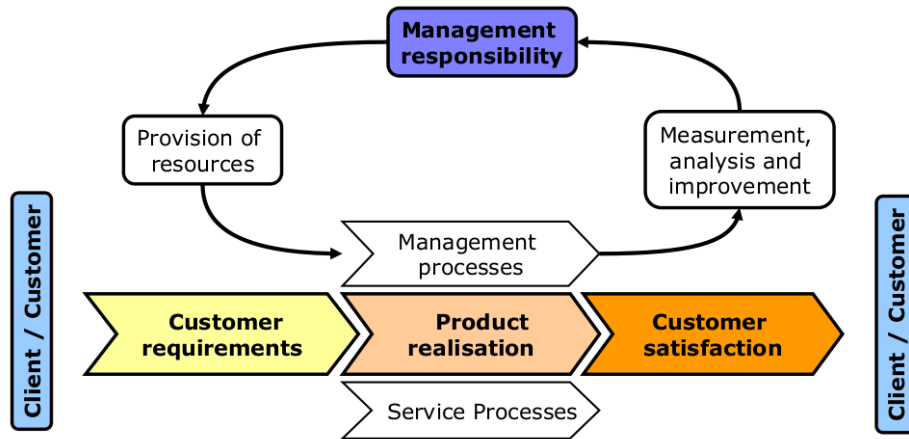 Management
responsibility
Provision of
resources
Measurement,
analysis and
improvement
Client / Customer
Management
processes
Client / Customer
Customer
requirements
Product
realisation
Customer
satisfaction
Service Processes